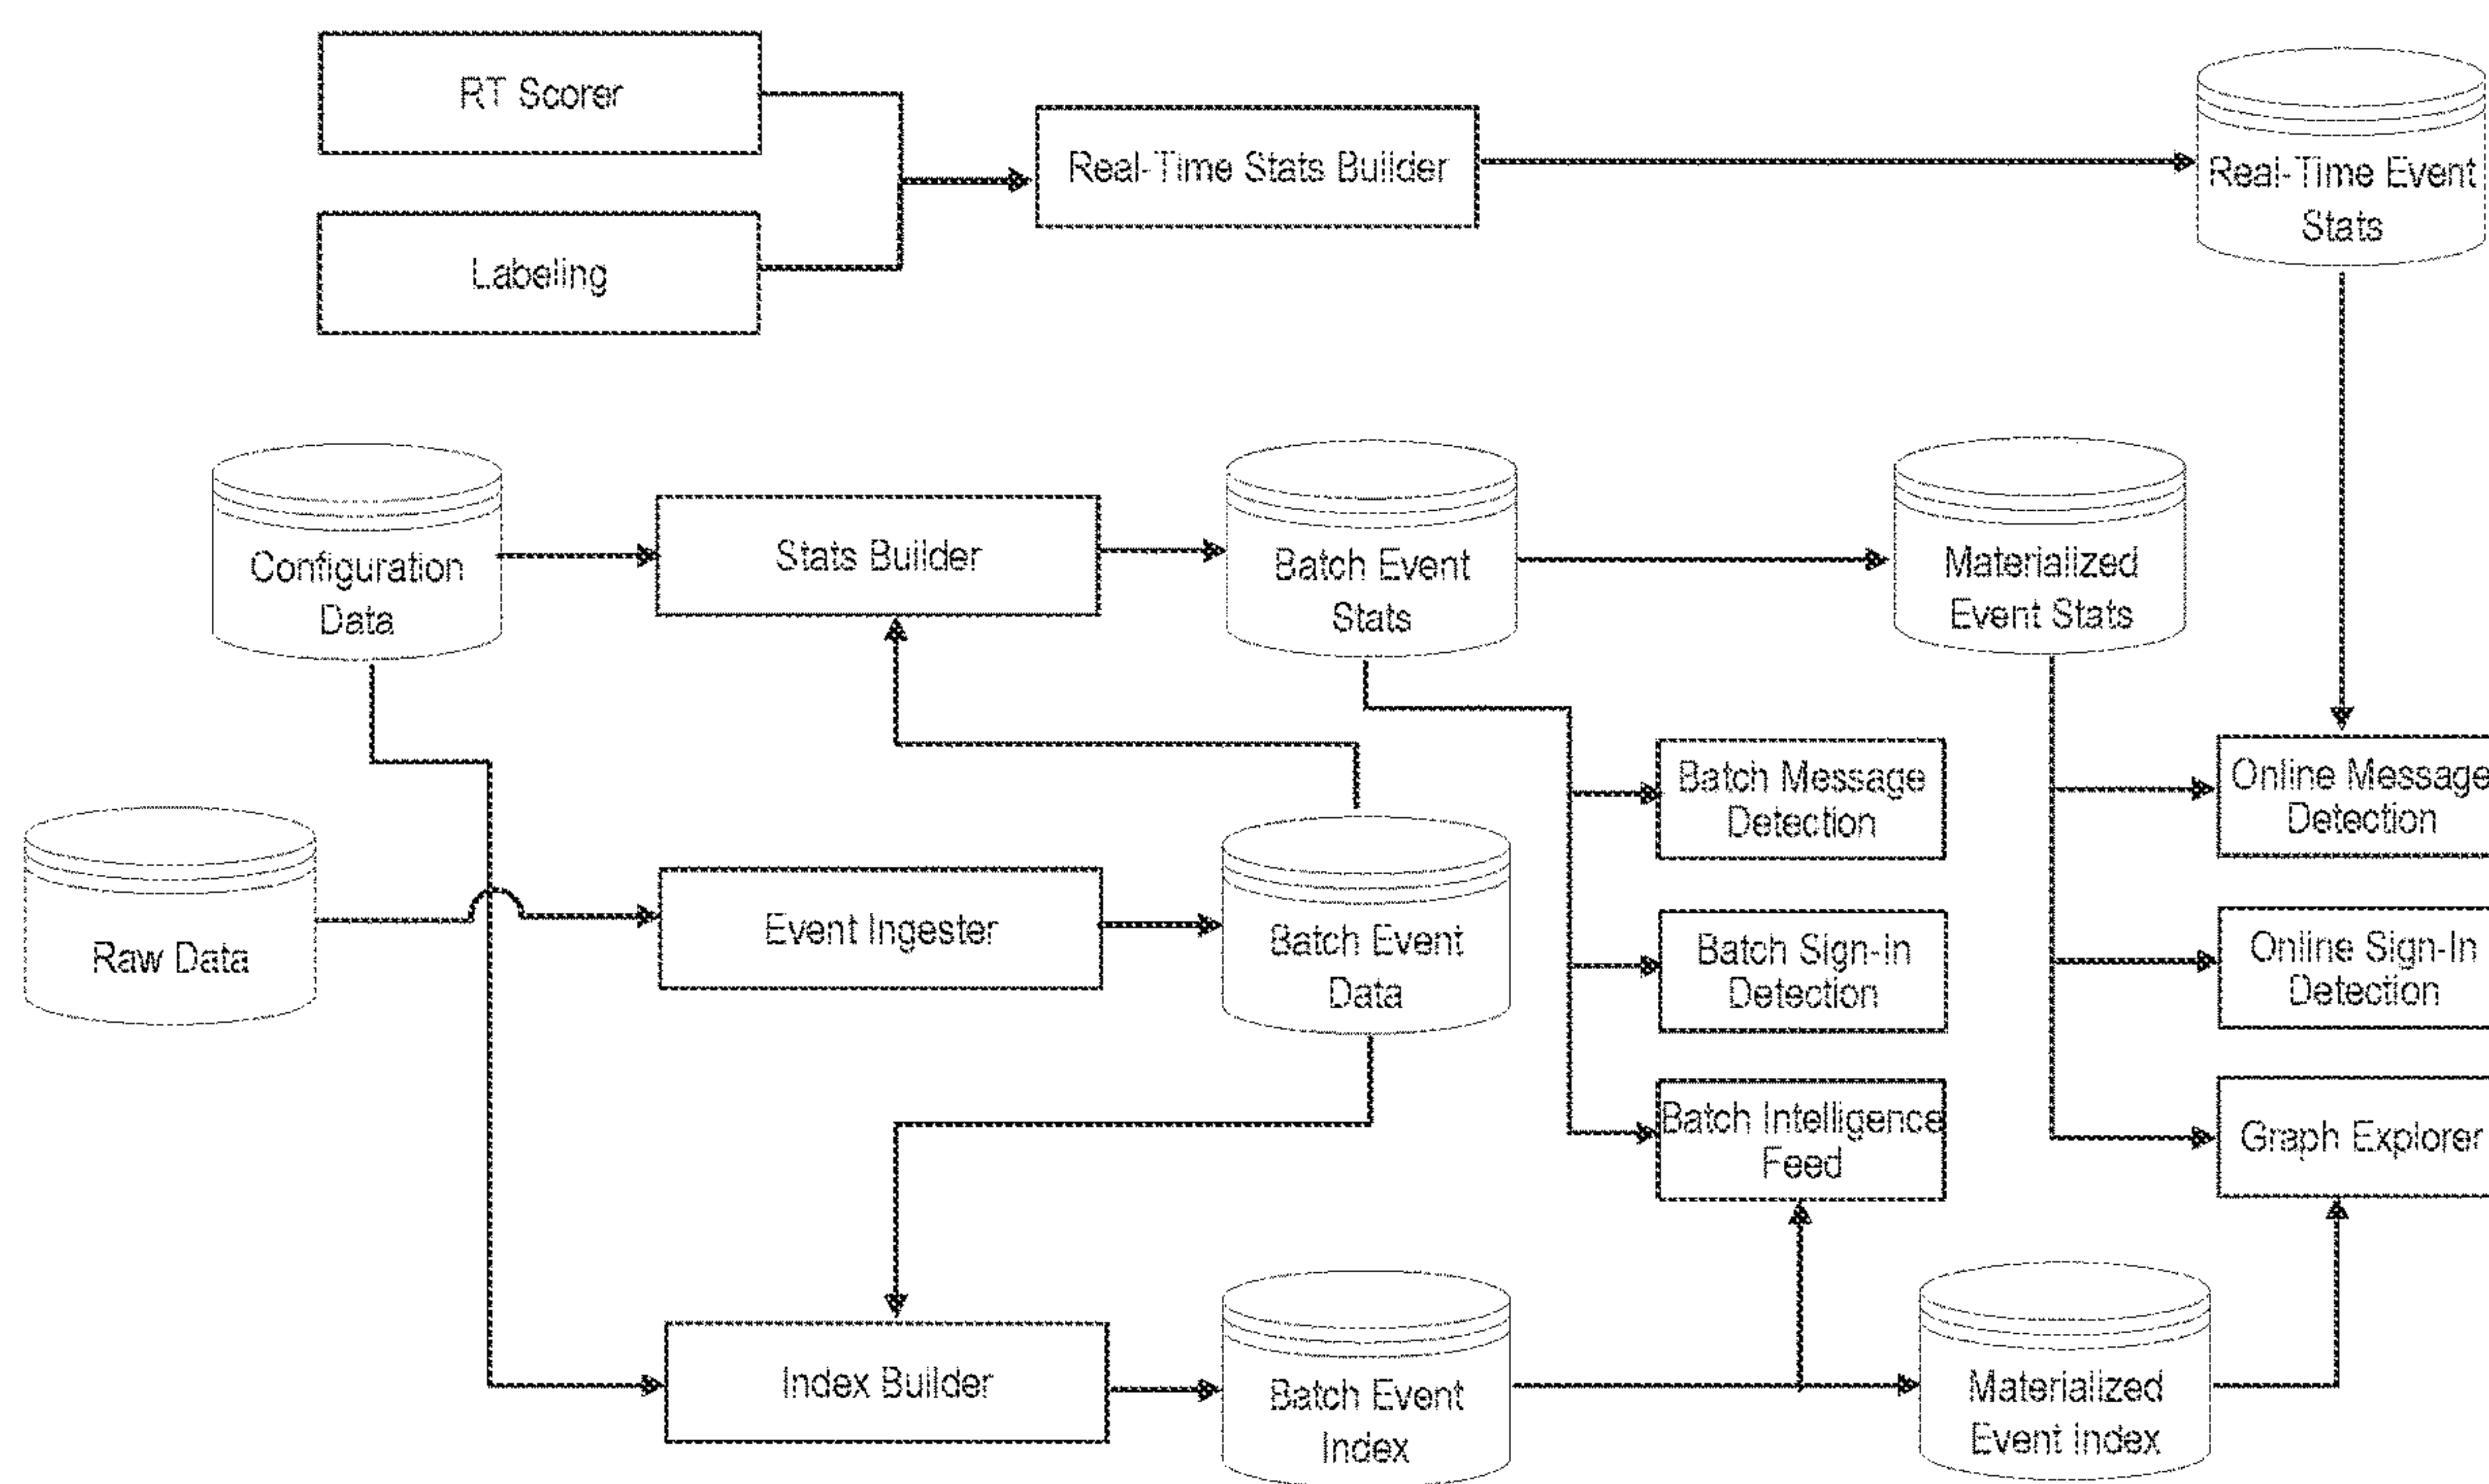 RT Scorer
Labeling
Real-Time Stats Builder
Real-Time Event
Stats
Configuration
Data
Stats Builder
Batch Event
Stats
Materialized
Event Stats
Raw Data
Event Ingester
Batch Event
Data
Batch Message
Detection
Online Message
Detection
Batch Sign-in
Detection
Online Sign-In
Detection
Batch Intelligence
Feed
Graph Explorer
Index Builder
Batch Event
Index
Materialized
Event Index